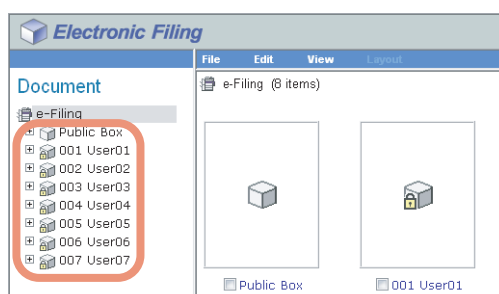 Electronic Filing
File Edit View Layout
Document
e-Filing (8 items)
e-Filing
Public Box
001 User01
002 User02
003 User03
004 User04
005 User05
006 User06
007 User07
Public Box 001 User01